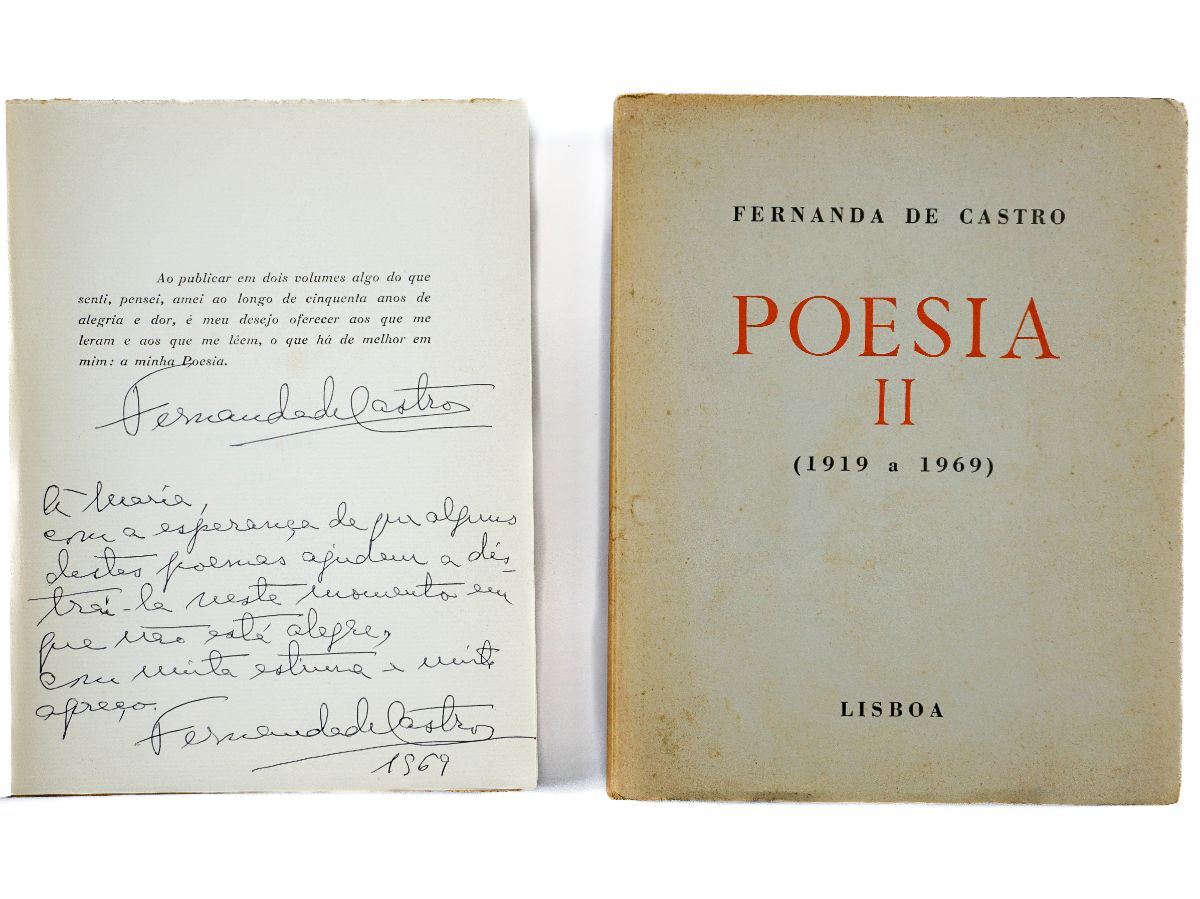 Ao publicar em dois volumes algo do que
senti, pensei, amei ao longo de cinquenta anos de
alegria e dor, é meu desejo oferecer aos que me
leram e aos que me lêem, o que há de melhor em
mim: a minha Poesia.
Fernanda de Castro
À Maria,
com a esperança de que alguns
destes poemas ajudem a dis-
traí-la neste momento em
que não está alegre,
com muita estima e muito
apreço.
Fernanda de Castro
1969
FERNANDA DE CASTRO
POESIA
II
(1919 a 1969)
LISBOA